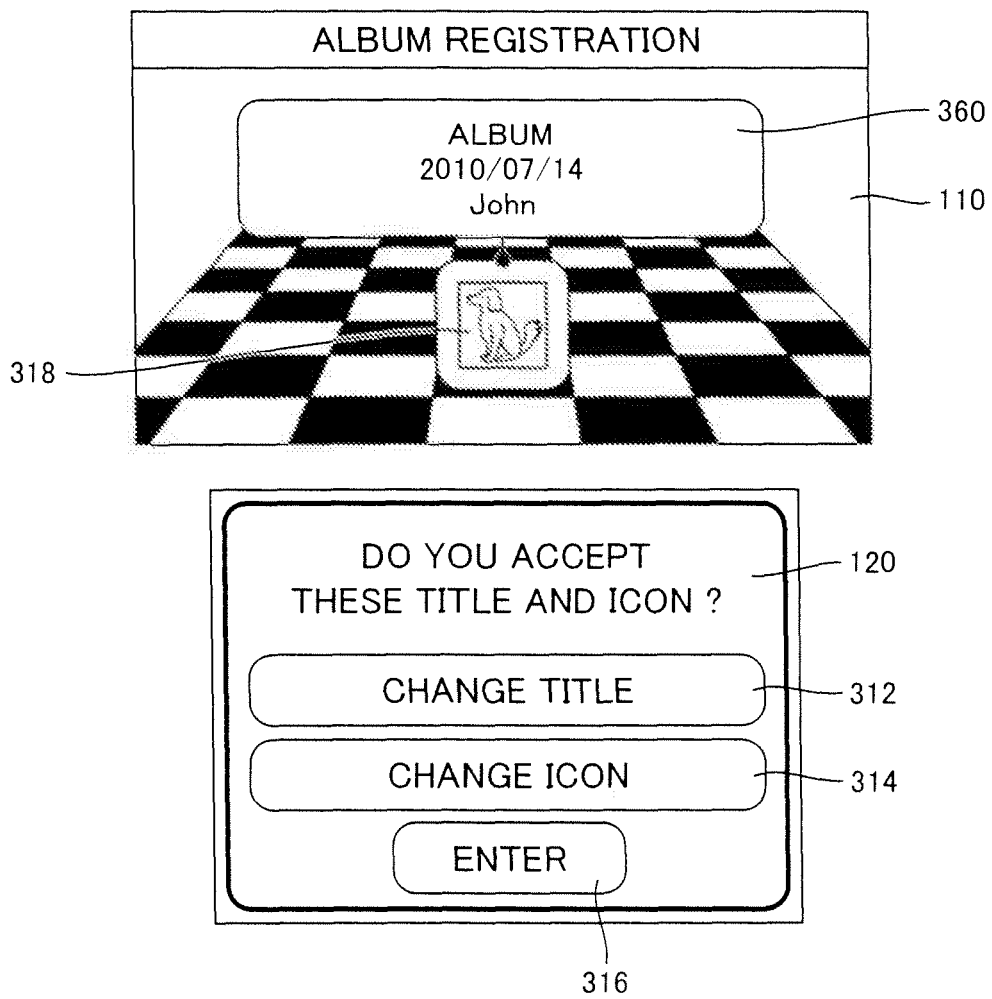 ALBUM REGISTRATION
ALBUM
2010/07/14
John
360
110
318
DO YOU ACCEPT
THESE TITLE AND ICON ?
120
CHANGE TITLE
312
CHANGE ICON
314
ENTER
316